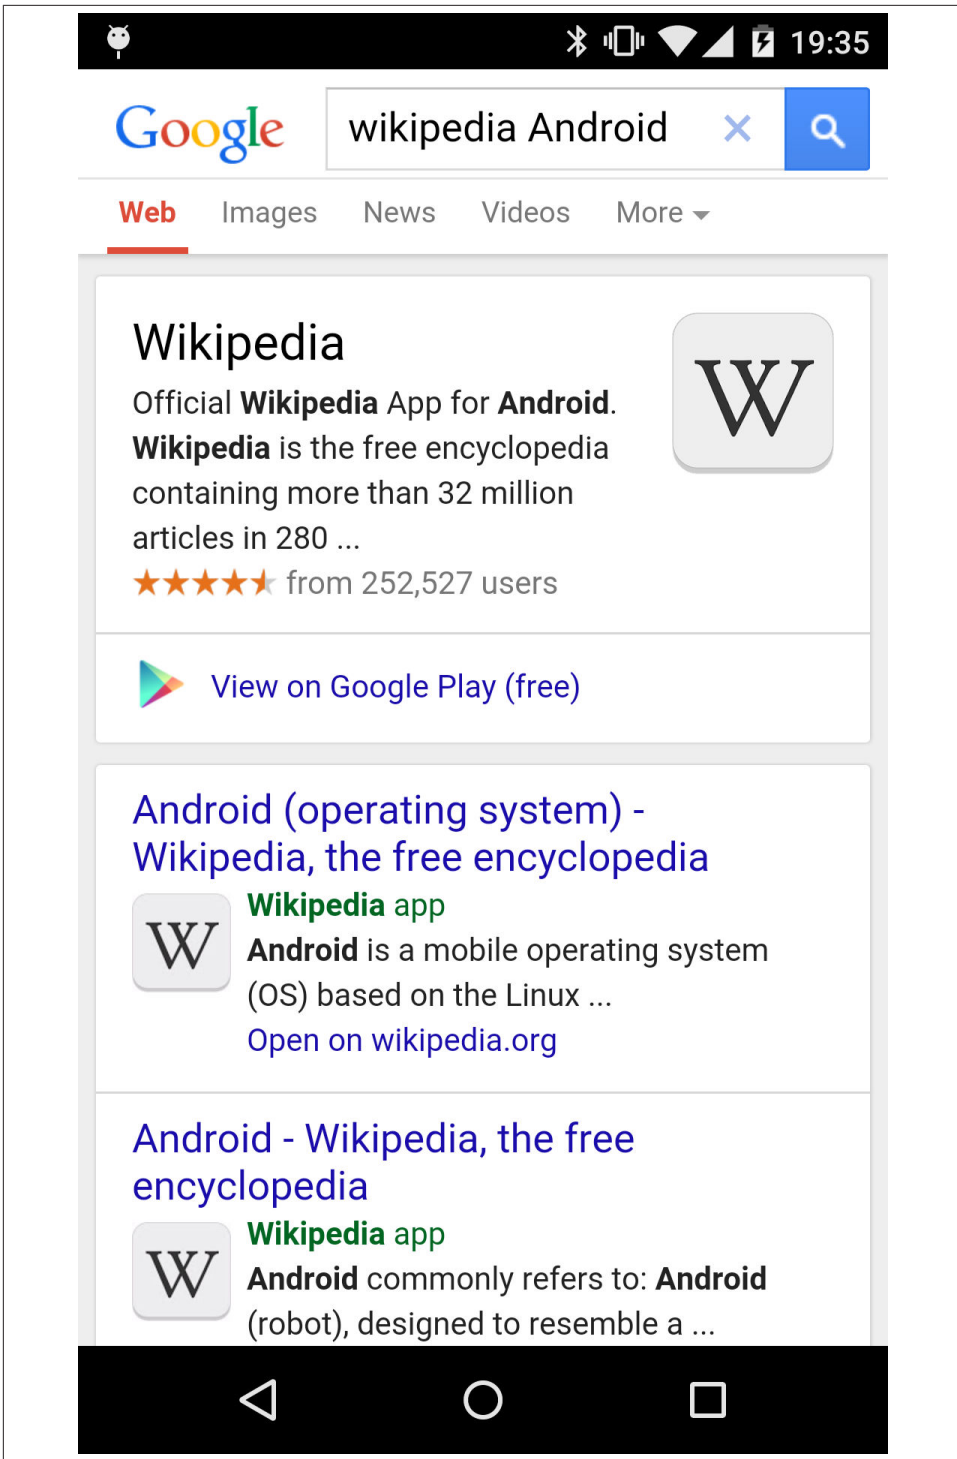 19:35
Google
wikipedia Android
Web Images News Videos More
Wikipedia
W
Official Wikipedia App for Android.
Wikipedia is the free encyclopedia
containing more than 32 million
articles in 280 ...
from 252,527 users
View on Google Play (free)
Android (operating system) -
Wikipedia, the free encyclopedia
W
Wikipedia app
Android is a mobile operating system
(OS) based on the Linux ...
Open on wikipedia.org
Android - Wikipedia, the free
encyclopedia
W
Wikipedia app
Android commonly refers to: Android
(robot), designed to resemble a ...